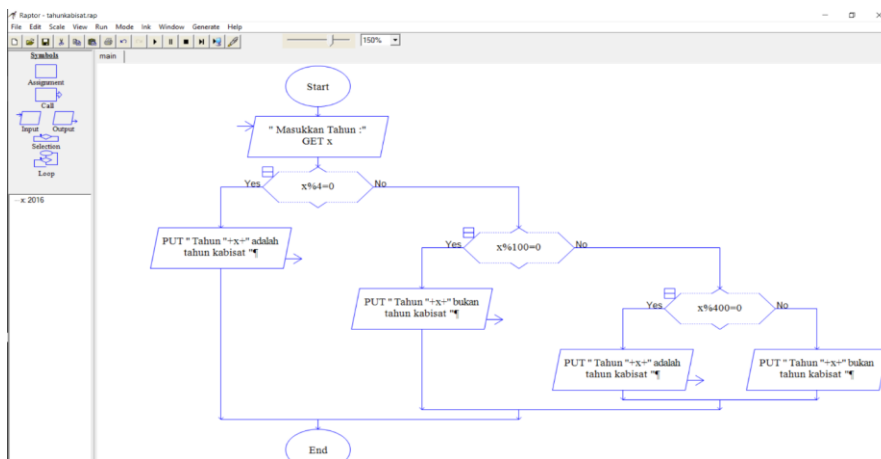 Raptor - tahunkabisat.rap
File Edit Scale View Run Mode Ink Window Generate Help
150%
Symbols
Assignment
Call
Input Output
Selection
Loop
x: 2016
main
Start
" Masukkan Tahun :"
GET x
Yes
x%4=0
No
PUT " Tahun "+x+" adalah
tahun kabisat "¶
Yes
x%100=0
No
PUT " Tahun "+x+" bukan
tahun kabisat "¶
Yes
x%400=0
No
PUT " Tahun "+x+" adalah
tahun kabisat "¶
PUT " Tahun "+x+" bukan
tahun kabisat "¶
End